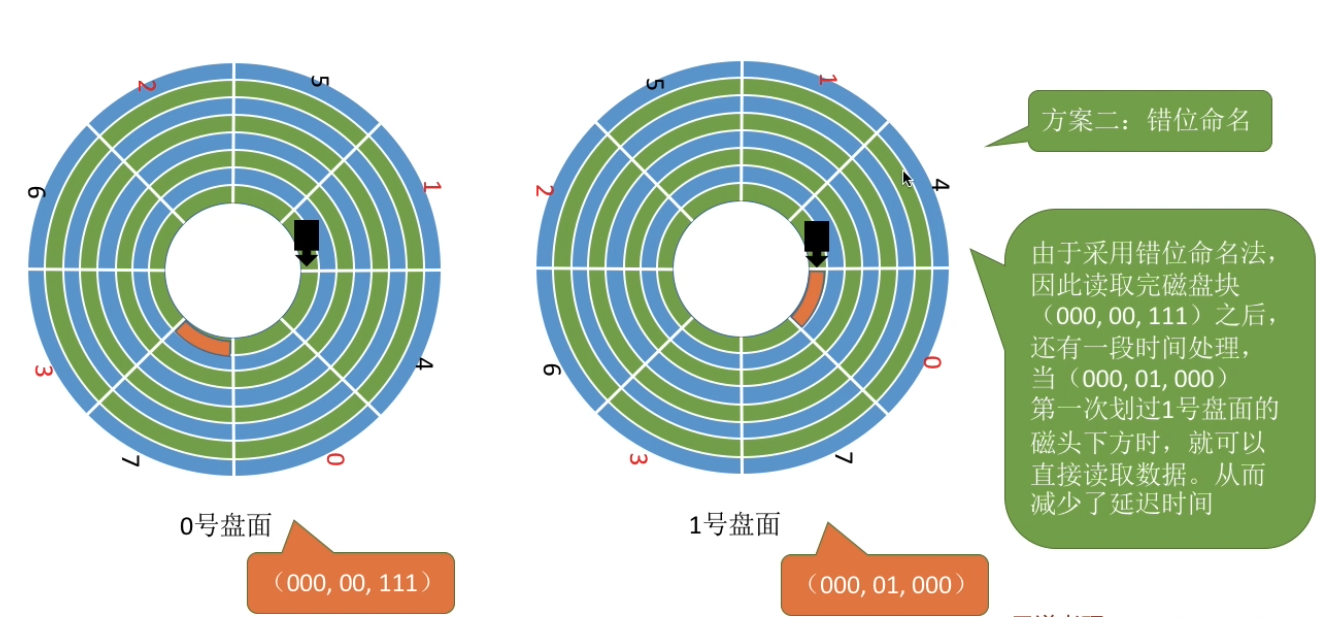 2
5
6
1
3
4
7
0
0号盘面
（000, 00, 111）
5
1
2
4
6
0
3
7
1号盘面
（000, 01, 000）
方案二：错位命名
由于采用错位命名法，
因此读取完磁盘块
（000, 00, 111）之后，
还有一段时间处理，
当（000, 01, 000）
第一次划过1号盘面的
磁头下方时，就可以
直接读取数据。从而
减少了延迟时间